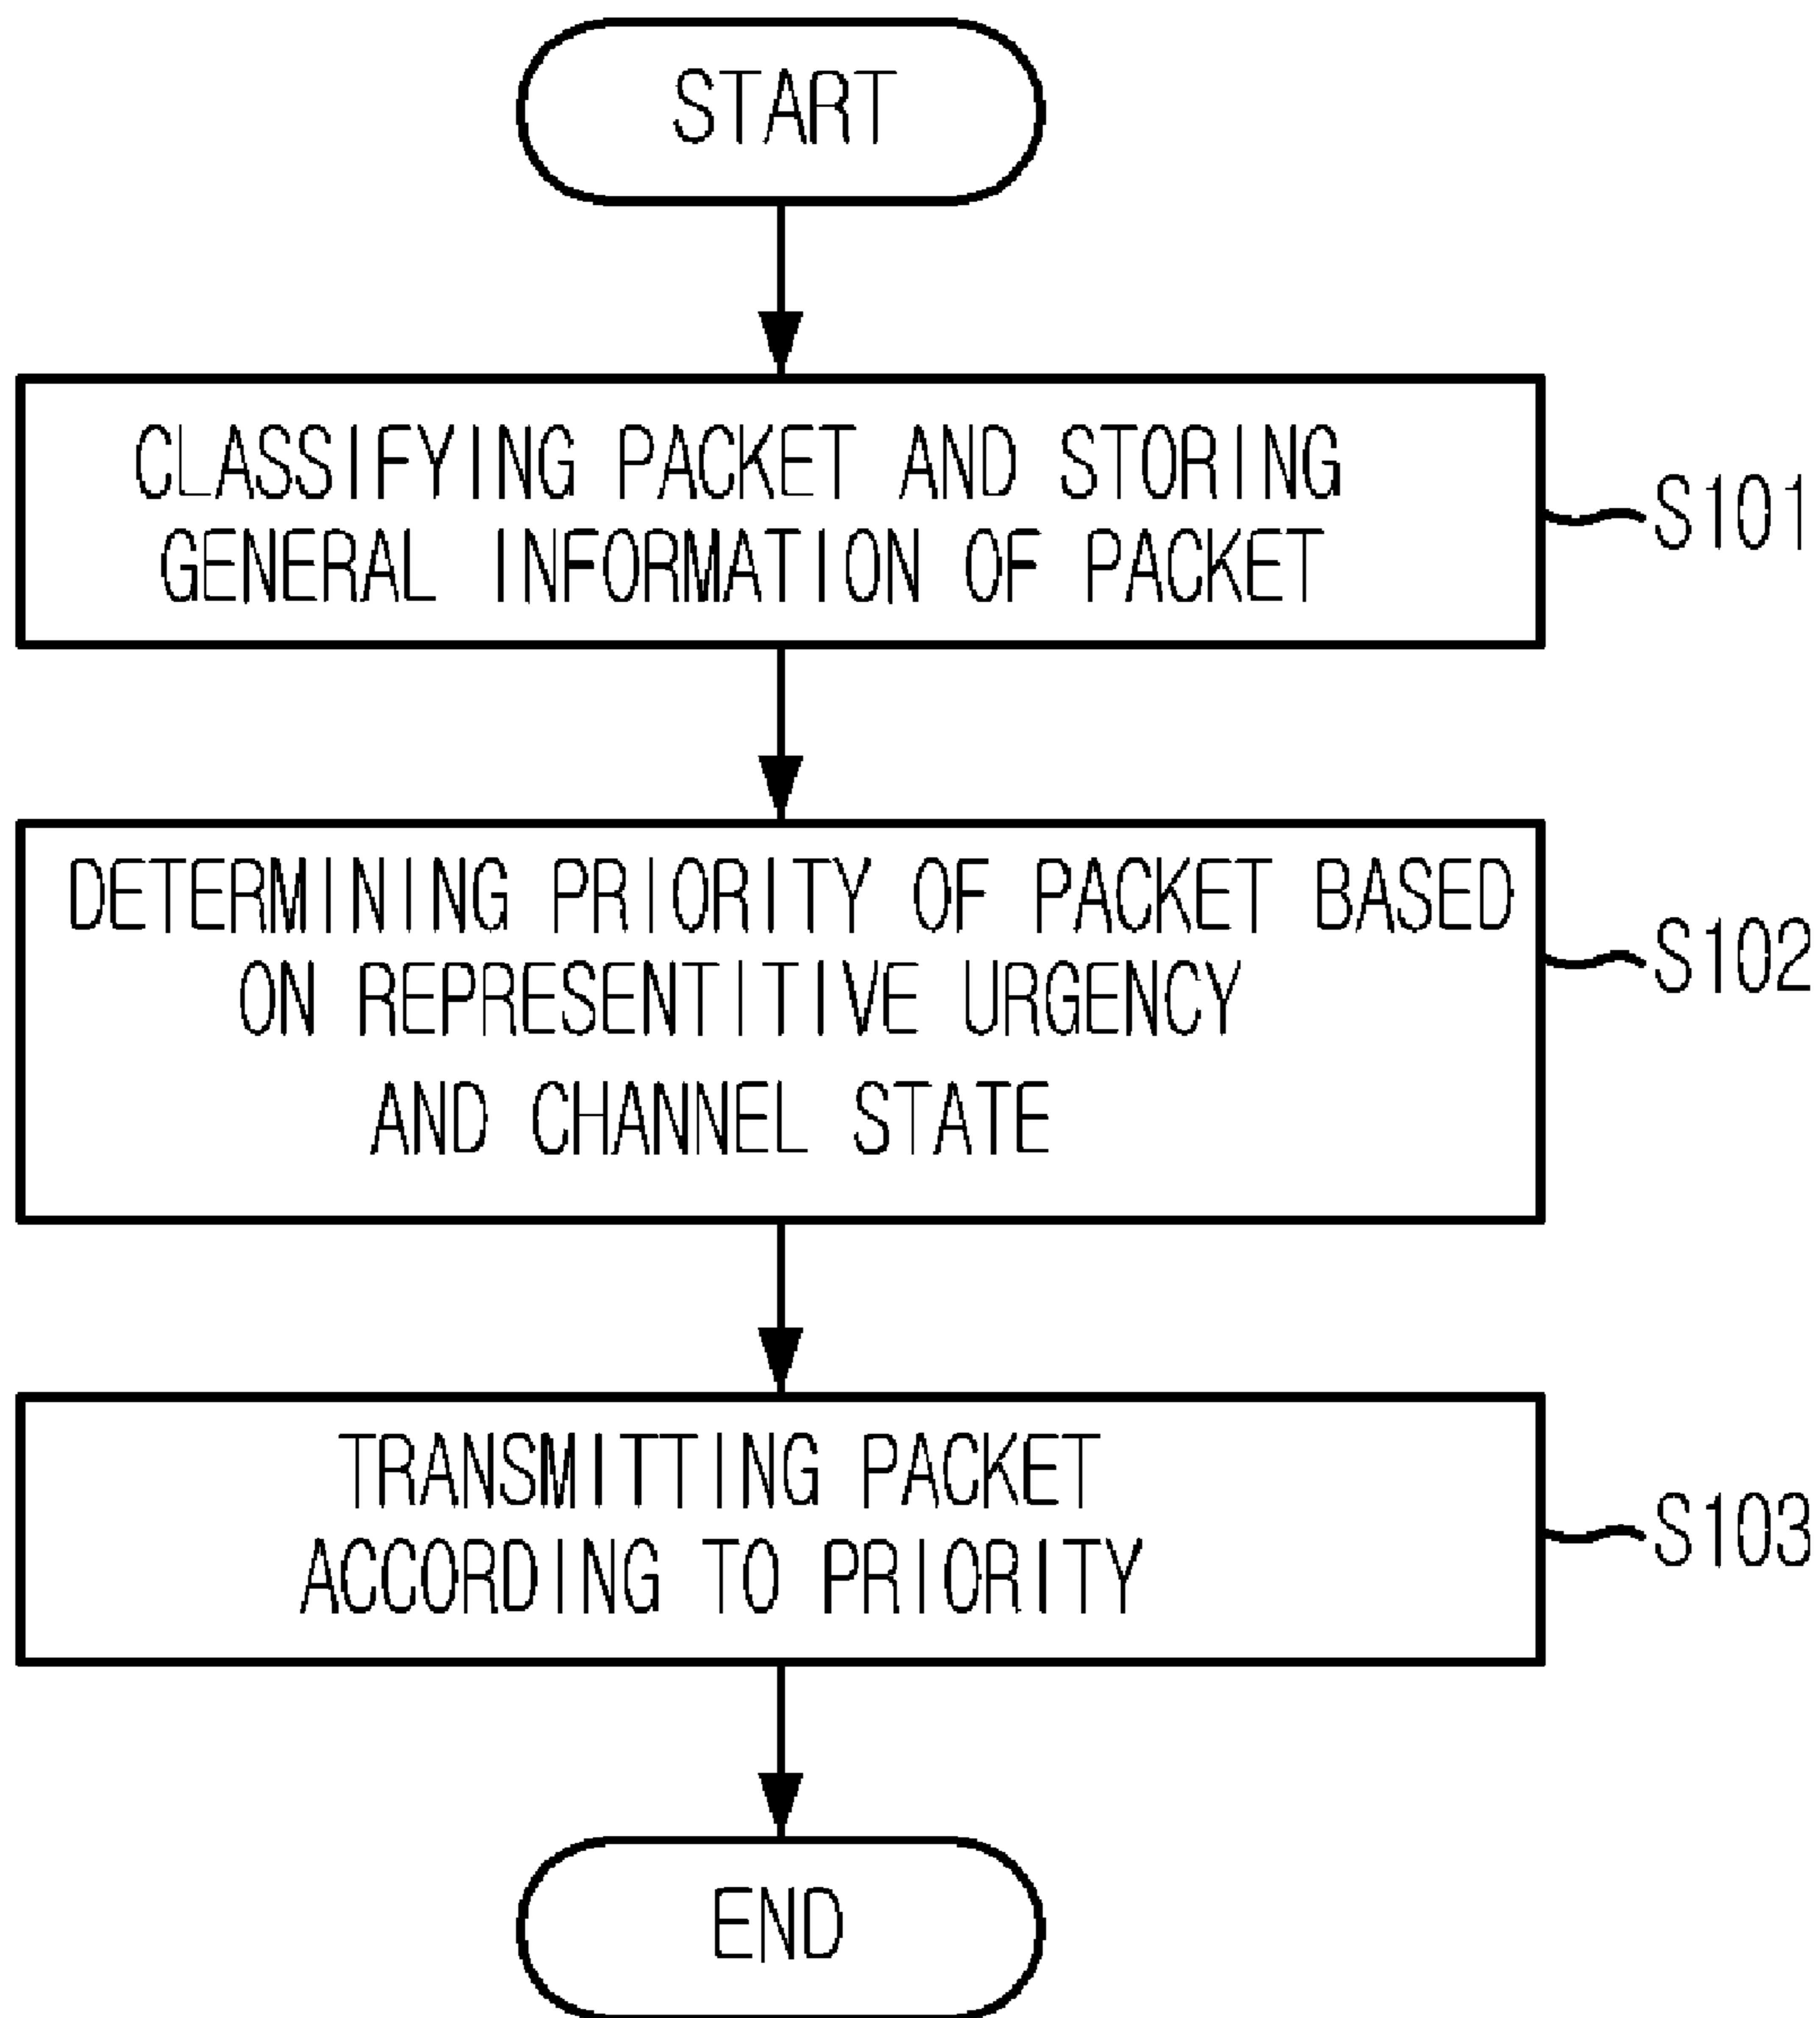 START
CLASSIFYING PACKET AND STORING
GENERAL INFORMATION OF PACKET
S101
DETERMINING PRIORITY OF PACKET BASED
ON REPRESENTITIVE URGENCY
AND CHANNEL STATE
S102
TRANSMITTING PACKET
ACCORDING TO PRIORITY
S103
END